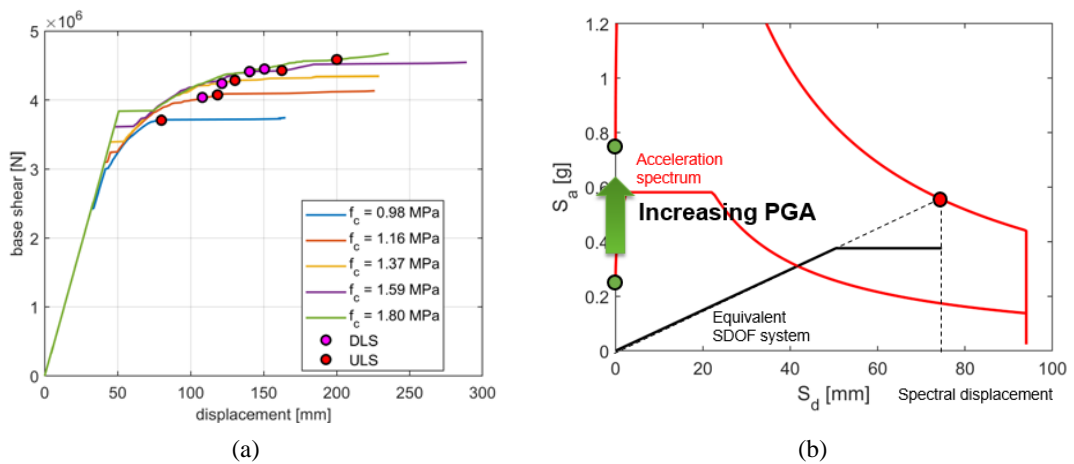 ×10⁶
5
4
3
2
1
0
base shear [N]
0 50 100 150 200 250 300
displacement [mm]
f_c = 0.98 MPa
f_c = 1.16 MPa
f_c = 1.37 MPa
f_c = 1.59 MPa
f_c = 1.80 MPa
DLS
ULS
(a)
1.2
1
0.8
0.6
0.4
0.2
0
S_a [g]
Acceleration
spectrum
Increasing PGA
Equivalent
SDOF system
0 20 40 60 80 100
S_d [mm]
Spectral displacement
(b)